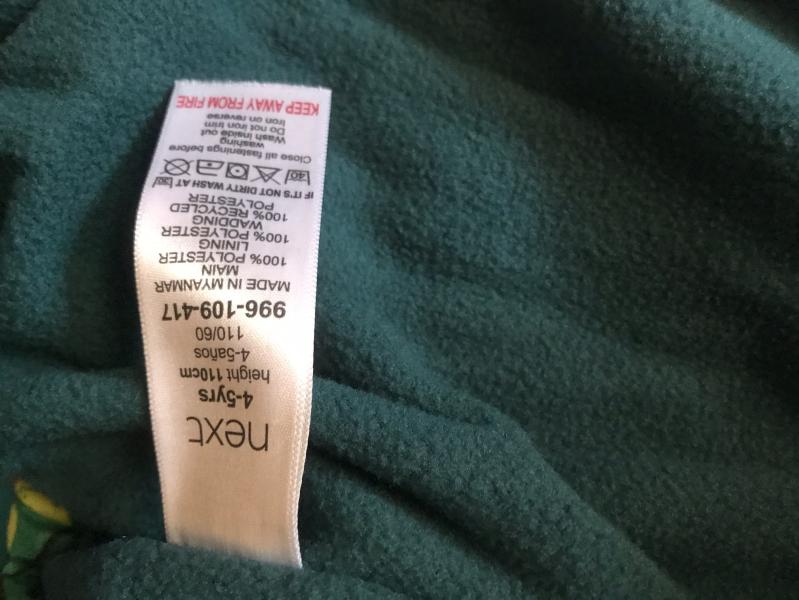 next
4-5yrs
height 110cm
4-5años
110/60
996-109-417
MADE IN MYANMAR
MAIN
100% POLYESTER
LINING
100% POLYESTER
WADDING
100% RECYCLED
POLYESTER
IF IT'S NOT DIRTY WASH AT 30
40
Close all fastenings before
washing
Wash inside out
Do not iron trim
Iron on reverse
KEEP AWAY FROM FIRE